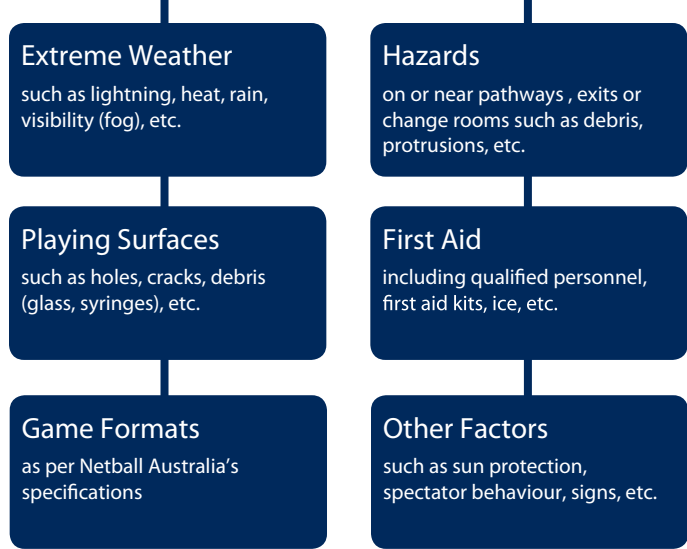 Extreme Weather
such as lightning, heat, rain,
visibility (fog), etc.
Hazards
on or near pathways , exits or
change rooms such as debris,
protrusions, etc.
Playing Surfaces
such as holes, cracks, debris
(glass, syringes), etc.
First Aid
including qualified personnel,
first aid kits, ice, etc.
Game Formats
as per Netball Australia’s
specifications
Other Factors
such as sun protection,
spectator behaviour, signs, etc.